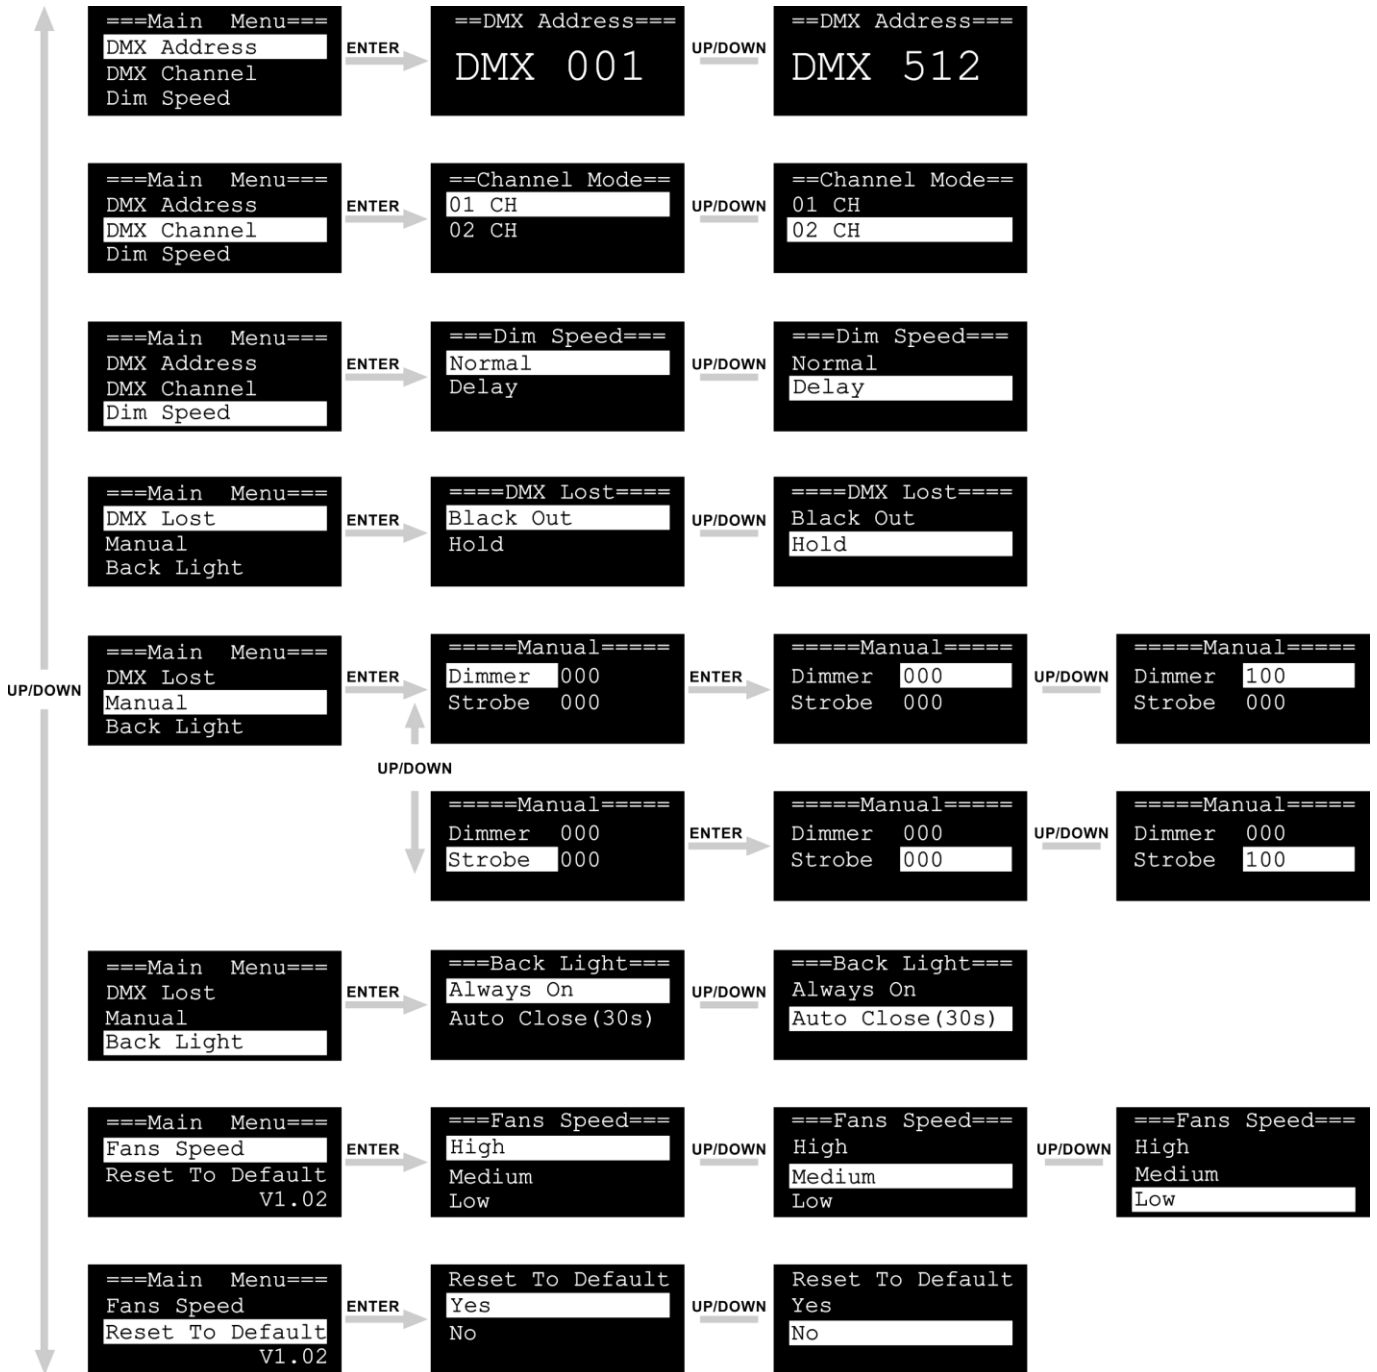 ===Main Menu===
DMX Address
DMX Channel
Dim Speed
ENTER
==DMX Address===
DMX 001
UP/DOWN
==DMX Address===
DMX 512
===Main Menu===
DMX Address
DMX Channel
Dim Speed
ENTER
==Channel Mode==
01 CH
02 CH
UP/DOWN
==Channel Mode==
01 CH
02 CH
===Main Menu===
DMX Address
DMX Channel
Dim Speed
ENTER
===Dim Speed===
Normal
Delay
UP/DOWN
===Dim Speed===
Normal
Delay
===Main Menu===
DMX Lost
Manual
Back Light
ENTER
====DMX Lost====
Black Out
Hold
UP/DOWN
====DMX Lost====
Black Out
Hold
UP/DOWN
===Main Menu===
DMX Lost
Manual
Back Light
ENTER
=====Manual=====
Dimmer 000
Strobe 000
ENTER
=====Manual=====
Dimmer 000
Strobe 000
UP/DOWN
=====Manual=====
Dimmer 100
Strobe 000
UP/DOWN
=====Manual=====
Dimmer 000
Strobe 000
ENTER
=====Manual=====
Dimmer 000
Strobe 000
UP/DOWN
=====Manual=====
Dimmer 000
Strobe 100
===Main Menu===
DMX Lost
Manual
Back Light
ENTER
===Back Light===
Always On
Auto Close(30s)
UP/DOWN
===Back Light===
Always On
Auto Close(30s)
===Main Menu===
Fans Speed
Reset To Default
V1.02
ENTER
===Fans Speed===
High
Medium
Low
UP/DOWN
===Fans Speed===
High
Medium
Low
UP/DOWN
===Fans Speed===
High
Medium
Low
===Main Menu===
Fans Speed
Reset To Default
V1.02
ENTER
Reset To Default
Yes
No
UP/DOWN
Reset To Default
Yes
No